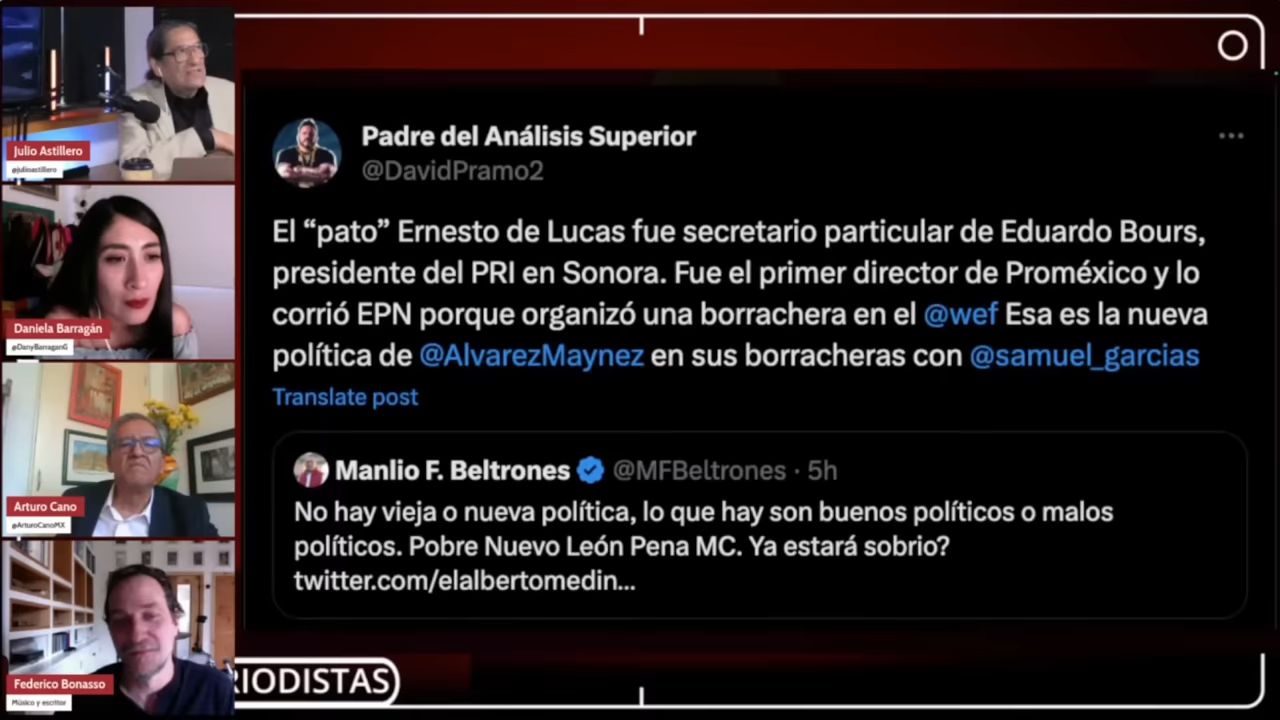 Julio Astillero
@julioastillero
Daniela Barragán
@DanyBarraganG
Arturo Cano
@ArturoCanoMX
Federico Bonasso
Músico y escritor
Padre del Análisis Superior
@DavidPramo2
El “pato” Ernesto de Lucas fue secretario particular de Eduardo Bours,
presidente del PRI en Sonora. Fue el primer director de Proméxico y lo
corrió EPN porque organizó una borrachera en el @wef Esa es la nueva
política de @AlvarezMaynez en sus borracheras con @samuel_garcias
Translate post
Manlio F. Beltrones @MFBeltrones · 5h
No hay vieja o nueva política, lo que hay son buenos políticos o malos
políticos. Pobre Nuevo León Pena MC. Ya estará sobrio?
twitter.com/elalbertomedin...
RIODISTAS